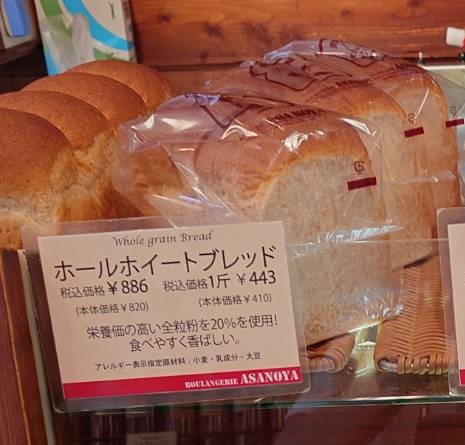 Whole grain Bread
ホールホイートブレッド
税込価格￥886 税込価格1斤￥443
(本体価格￥820) (本体価格￥410)
栄養価の高い全粒粉を20%を使用!
食べやすく香ばしい。
アレルギー表示指定原材料:小麦・乳成分・大豆
BOULANGERIE ASANOYA